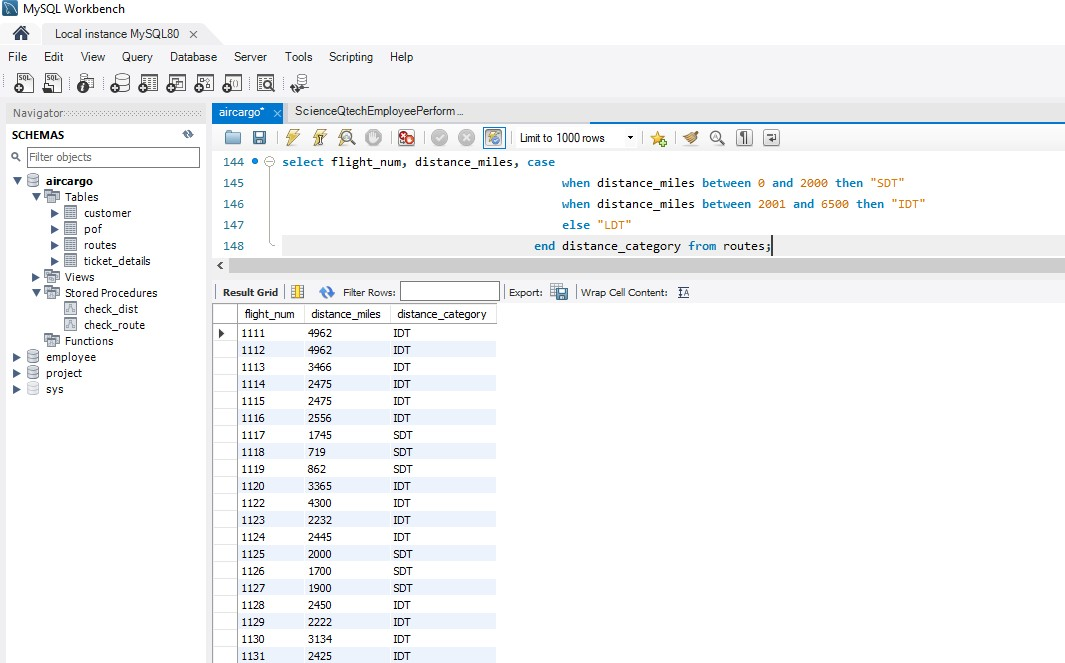 MySQL Workbench
Local instance MySQL80 ×
File Edit View Query Database Server Tools Scripting Help
Navigator
SCHEMAS
Filter objects
aircargo
Tables
customer
pof
routes
ticket_details
Views
Stored Procedures
check_dist
check_route
Functions
employee
project
sys
aircargo* × ScienceQtechEmployeePerform...
Limit to 1000 rows
144 select flight_num, distance_miles, case
145 when distance_miles between 0 and 2000 then "SDT"
146 when distance_miles between 2001 and 6500 then "IDT"
147 else "LDT"
148 end distance_category from routes;
Result Grid Filter Rows: Export: Wrap Cell Content:
flight_num distance_miles distance_category
1111 4962 IDT
1112 4962 IDT
1113 3466 IDT
1114 2475 IDT
1115 2475 IDT
1116 2556 IDT
1117 1745 SDT
1118 719 SDT
1119 862 SDT
1120 3365 IDT
1122 4300 IDT
1123 2232 IDT
1124 2445 IDT
1125 2000 SDT
1126 1700 SDT
1127 1900 SDT
1128 2450 IDT
1129 2222 IDT
1130 3134 IDT
1131 2425 IDT